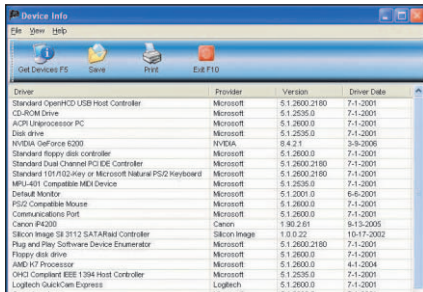 Device Info
File View Help
Get Devices F5 Save Print Exit F10
Driver Provider Version Driver Date
Standard OpenHCD USB Host Controller Microsoft 5.1.2600.2180 7-1-2001
CD-ROM Drive Microsoft 5.1.2535.0 7-1-2001
ACPI Uniprocessor PC Microsoft 5.1.2600.0 7-1-2001
Disk drive Microsoft 5.1.2535.0 7-1-2001
NVIDIA GeForce 6200 NVIDIA 8.4.2.1 3-9-2006
Standard floppy disk controller Microsoft 5.1.2600.0 7-1-2001
Standard Dual Channel PCI IDE Controller Microsoft 5.1.2600.2180 7-1-2001
Standard 101/102-Key or Microsoft Natural PS/2 Keyboard Microsoft 5.1.2600.2180 7-1-2001
MPU-401 Compatible MIDI Device Microsoft 5.1.2535.0 7-1-2001
Default Monitor Microsoft 5.1.2001.0 6-6-2001
PS/2 Compatible Mouse Microsoft 5.1.2600.0 7-1-2001
Communications Port Microsoft 5.1.2600.0 7-1-2001
Canon iP4200 Canon 1.90.2.61 9-13-2005
Silicon Image SiI 3112 SATARaid Controller Silicon Image 1.0.0.22 10-17-2002
Plug and Play Software Device Enumerator Microsoft 5.1.2600.2180 7-1-2001
Floppy disk drive Microsoft 5.1.2600.0 7-1-2001
AMD K7 Processor Microsoft 5.1.2600.0 4-1-2004
OHCI Compliant IEEE 1394 Host Controller Microsoft 5.1.2535.0 7-1-2001
Logitech QuickCam Express Logitech 5.1.2600.0 7-1-2001